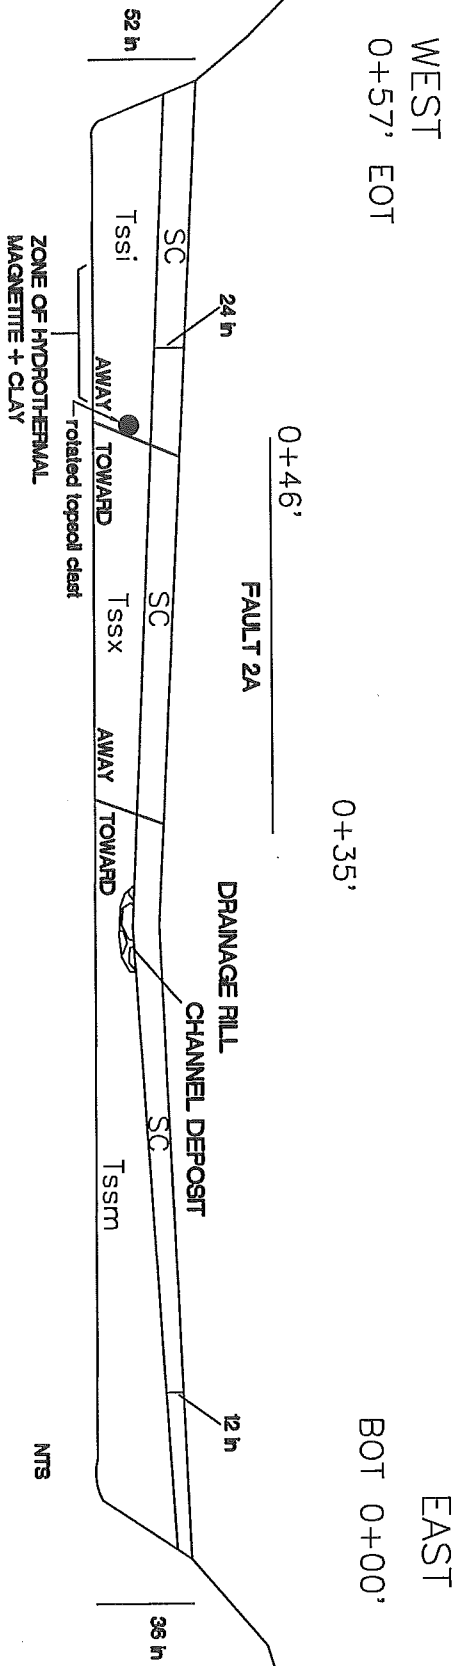 WEST
0+57' EOT
EAST
BOT 0+00'
0+46'
0+35'
FAULT 2A
DRAINAGE RILL
CHANNEL DEPOSIT
52 in
24 in
12 in
36 in
SC
SC
SC
Tssi
Tssx
Tssm
AWAY
TOWARD
AWAY
TOWARD
rotated topsoil clast
ZONE OF HYDROTHERMAL
MAGNETITE + CLAY
NTS